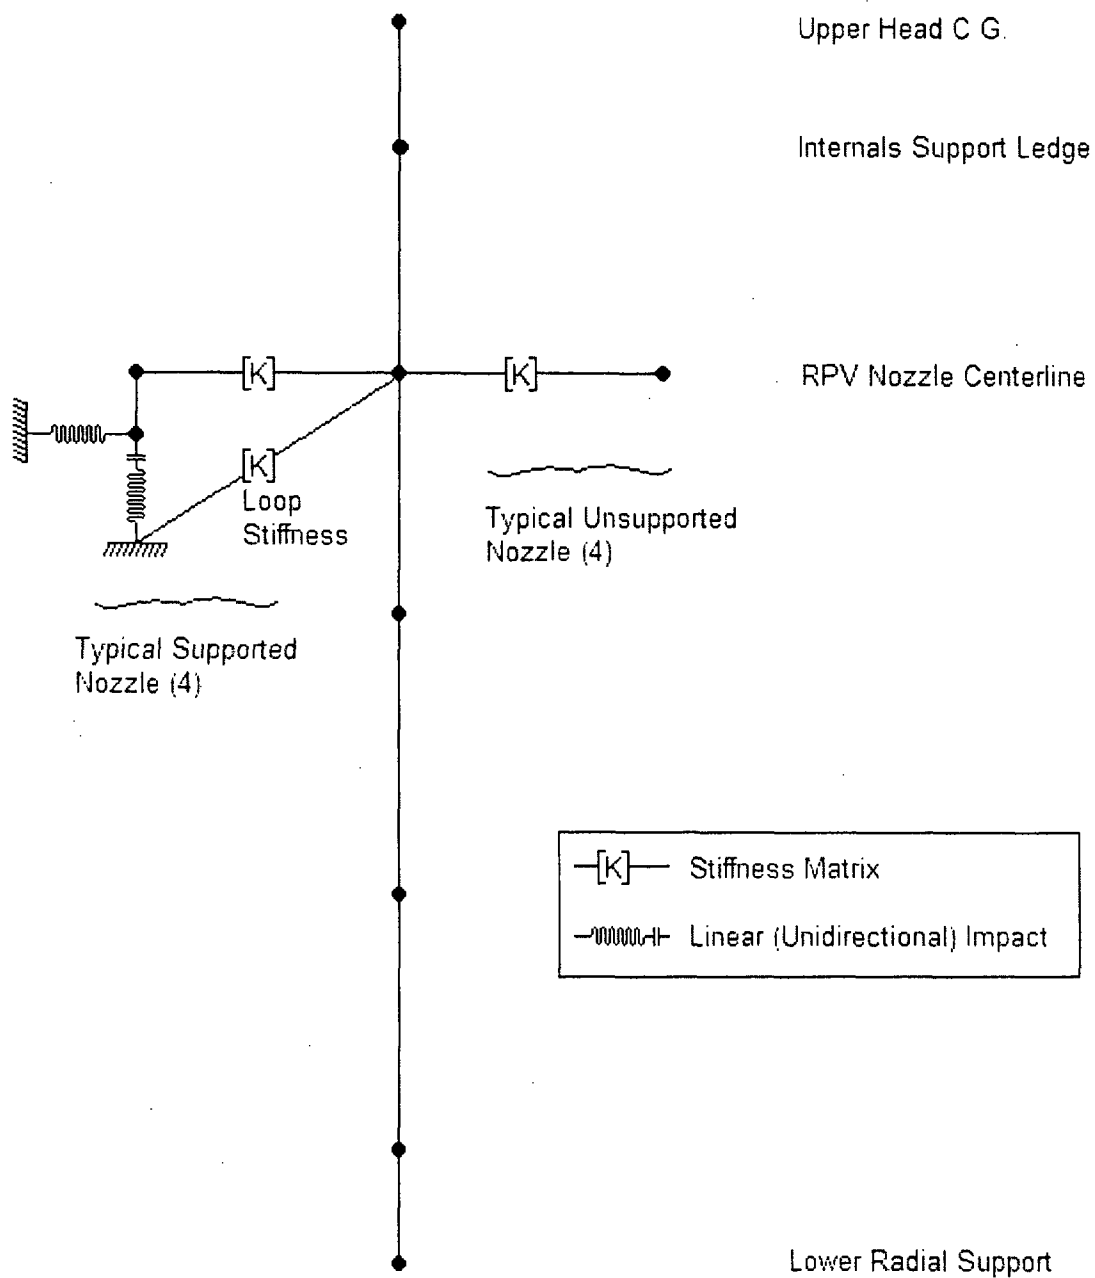 Upper Head C G.
Internals Support Ledge
[K]
[K]
RPV Nozzle Centerline
[K]
Loop
Stiffness
Typical Unsupported
Nozzle (4)
Typical Supported
Nozzle (4)
[K] Stiffness Matrix
Linear (Unidirectional) Impact
Lower Radial Support